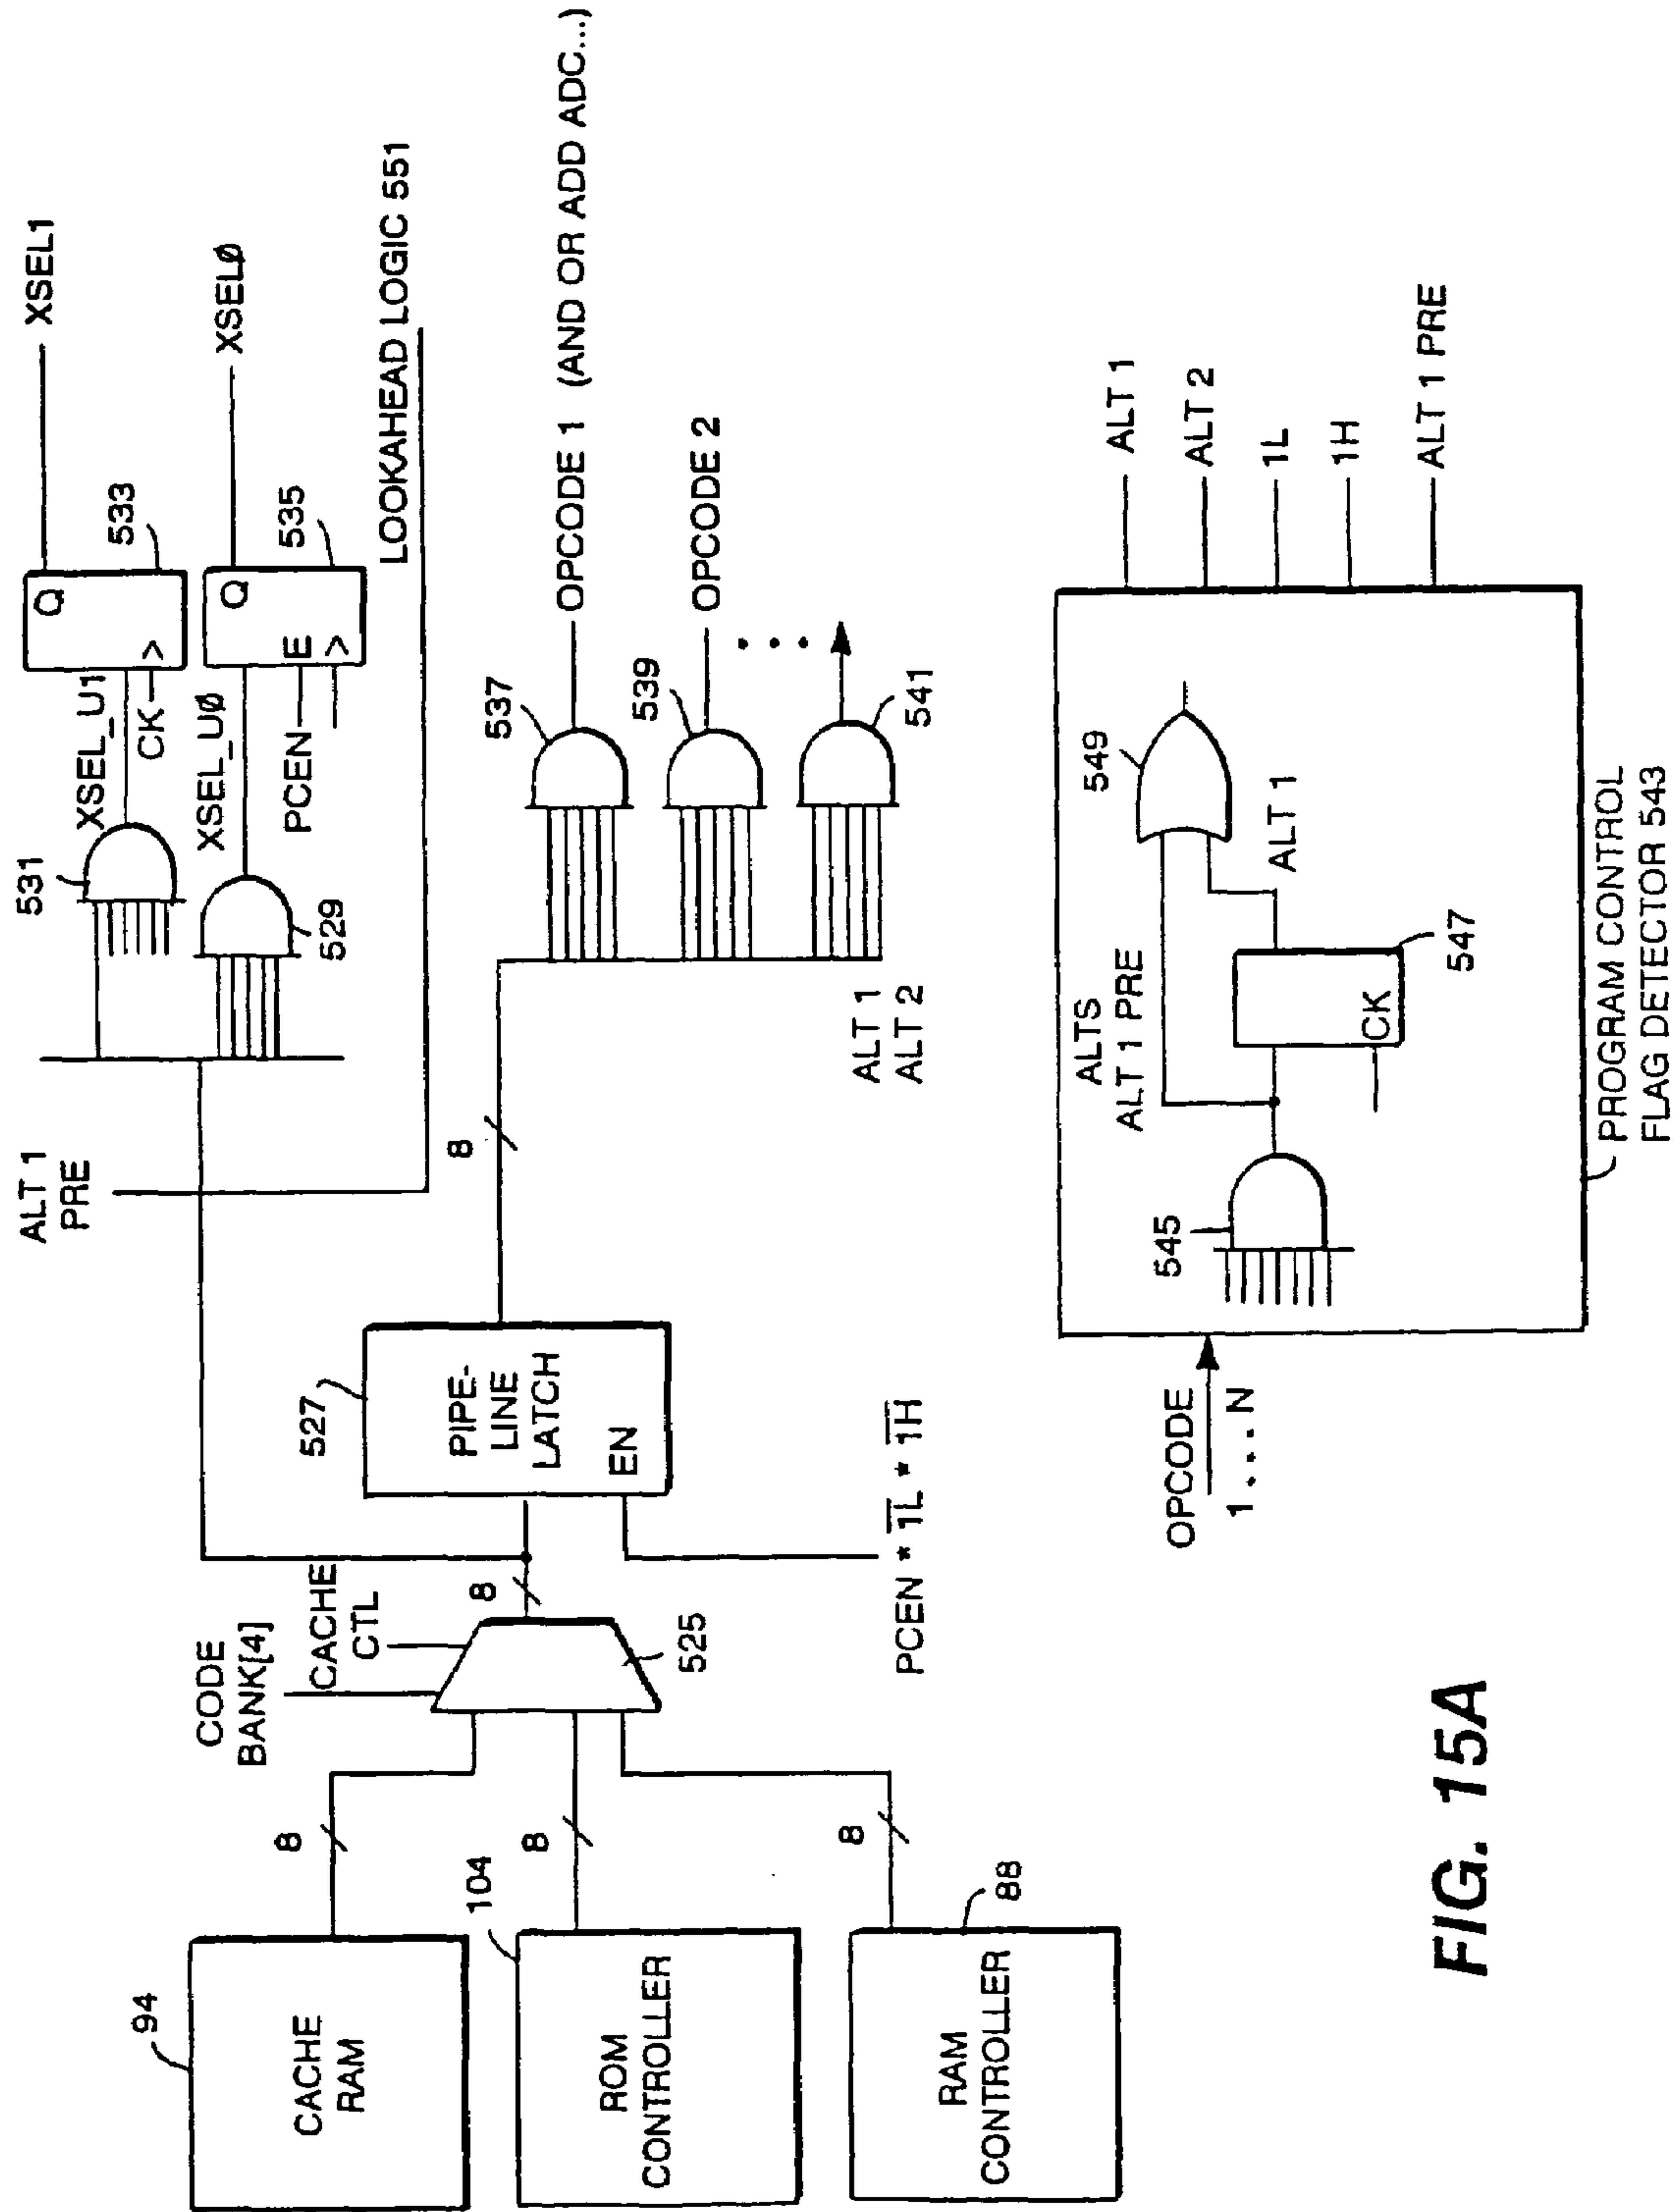 94
CACHE
RAM
104
ROM
CONTROLLER
RAM
CONTROLLER
88
8
8
8
CODE
BANK[4]
CACHE
CTL
525
8
527
PIPE-
LINE
LATCH
EN
PCEN * 1̅L̅ * 1̅H̅
ALT 1
PRE
8
531
529
XSEL_U1
CK
XSEL_UØ
PCEN
Q
>
533
Q
E
>
535
XSEL1
XSELØ
LOOKAHEAD LOGIC 551
537
539
541
ALT 1
ALT 2
OPCODE 1 (AND OR ADD ADC...)
OPCODE 2
...
OPCODE
1...N
545
ALTS
ALT 1 PRE
CK
547
549
ALT 1
ALT 1
ALT 2
1L
1H
ALT 1 PRE
PROGRAM CONTROL
FLAG DETECTOR 543
FIG. 15A